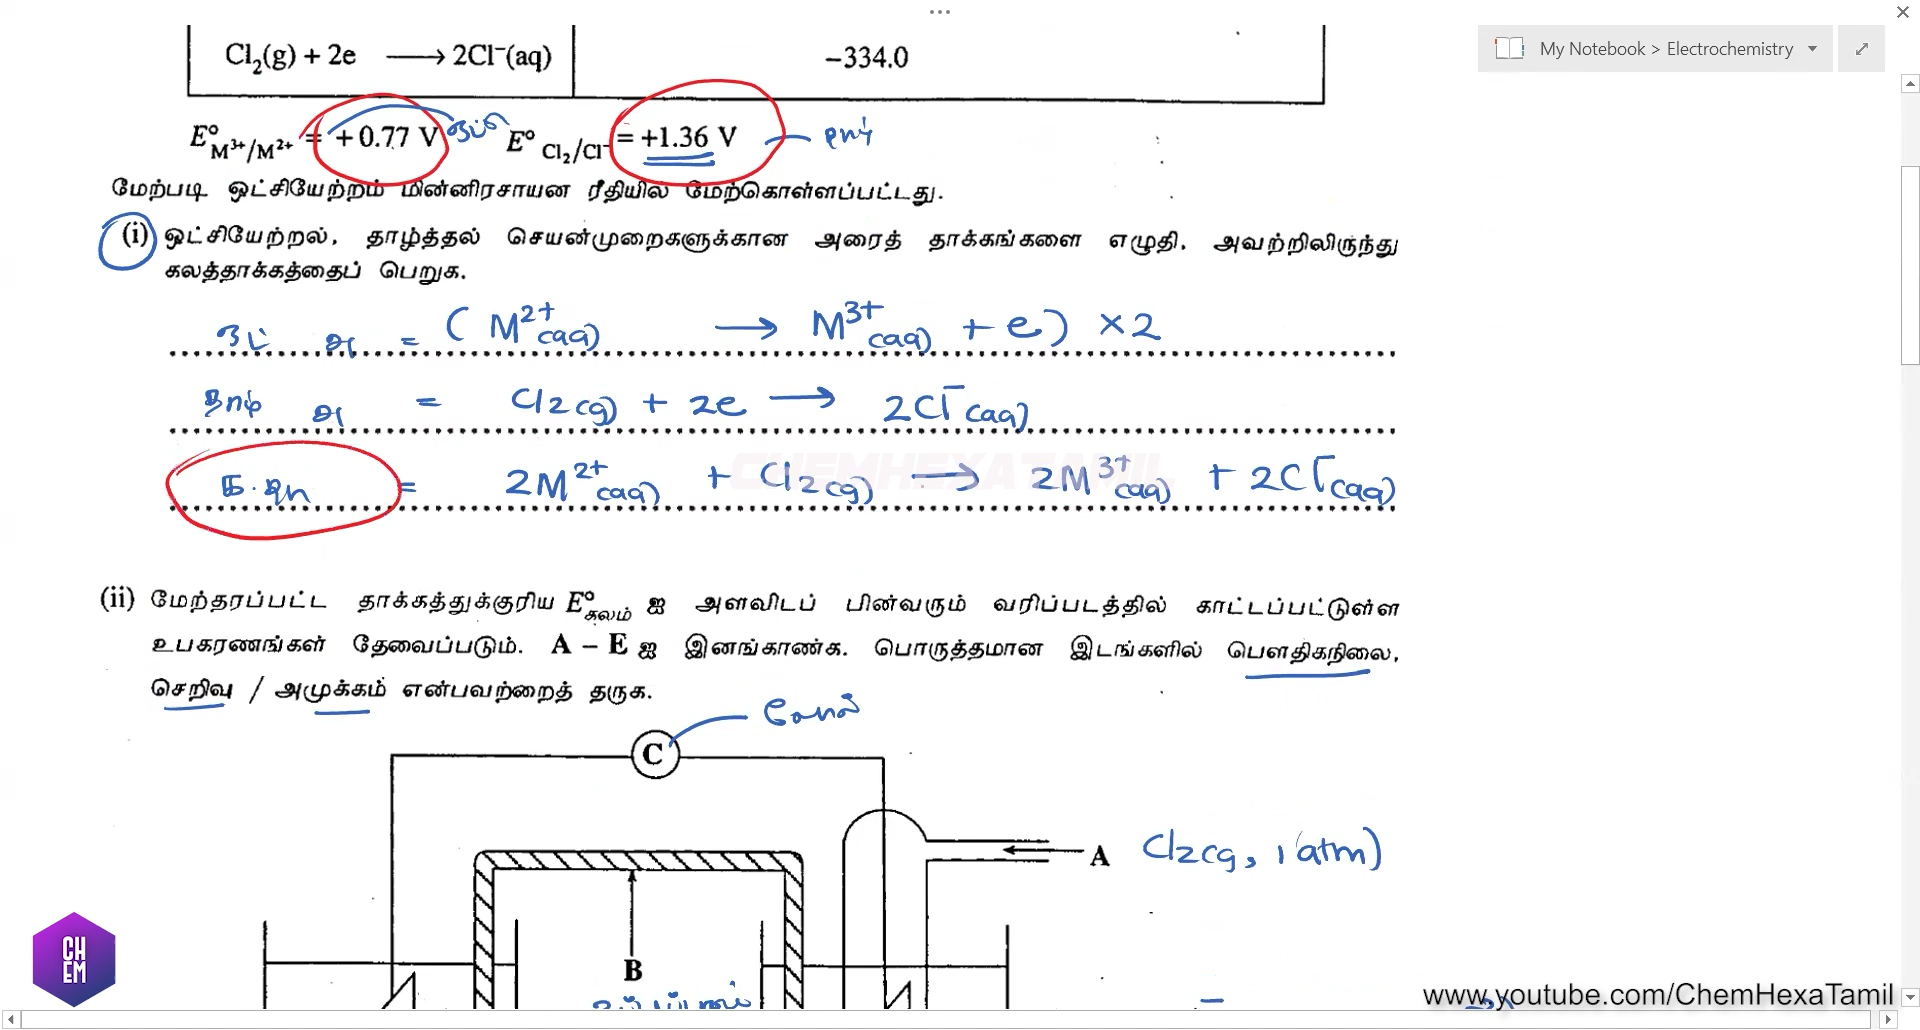 My Notebook > Electrochemistry
Cl₂(g) + 2e ⟶ 2Cl⁻(aq) −334.0
E°M³⁺/M²⁺ = +0.77 V E°Cl₂/Cl⁻ = +1.36 V
மேற்படி ஒட்சியேற்றம் மின்னிரசாயன ரீதியில் மேற்கொள்ளப்பட்டது.
(i) ஒட்சியேற்றல், தாழ்த்தல் செயன்முறைகளுக்கான அரைத் தாக்கங்களை எழுதி, அவற்றிலிருந்து
கலத்தாக்கத்தைப் பெறுக.
= (M²⁺(aq) ⟶ M³⁺(aq) + e) ×2
= Cl₂(g) + 2e ⟶ 2Cl⁻(aq)
= 2M²⁺(aq) + Cl₂(g) ⟶ 2M³⁺(aq) + 2Cl⁻(aq)
CHEMHEXATAMIL
(ii) மேற்தரப்பட்ட தாக்கத்துக்குரிய E°கலம் ஐ அளவிடப் பின்வரும் வரிப்படத்தில் காட்டப்பட்டுள்ள
உபகரணங்கள் தேவைப்படும். A – E ஐ இனங்காண்க. பொருத்தமான இடங்களில் பௌதிகநிலை,
செறிவு / அமுக்கம் என்பவற்றைத் தருக.
C
A Cl₂(g, 1 atm)
B
CH
EM
www.youtube.com/ChemHexaTamil